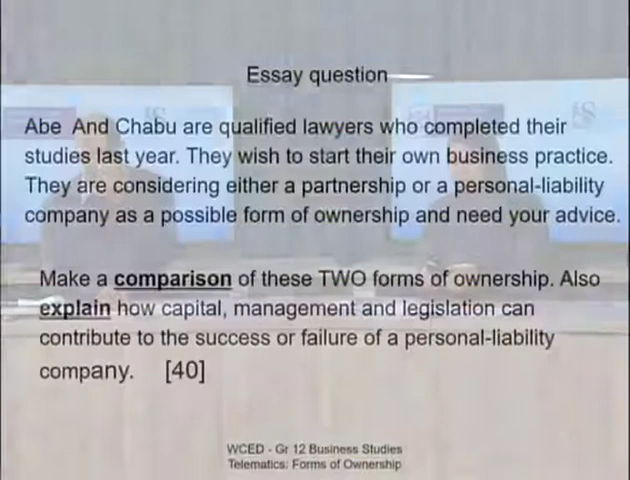 Essay question
Abe And Chabu are qualified lawyers who completed their
studies last year. They wish to start their own business practice.
They are considering either a partnership or a personal-liability
company as a possible form of ownership and need your advice.
Make a comparison of these TWO forms of ownership. Also
explain how capital, management and legislation can
contribute to the success or failure of a personal-liability
company. [40]
WCED - Gr 12 Business Studies
Telematics: Forms of Ownership